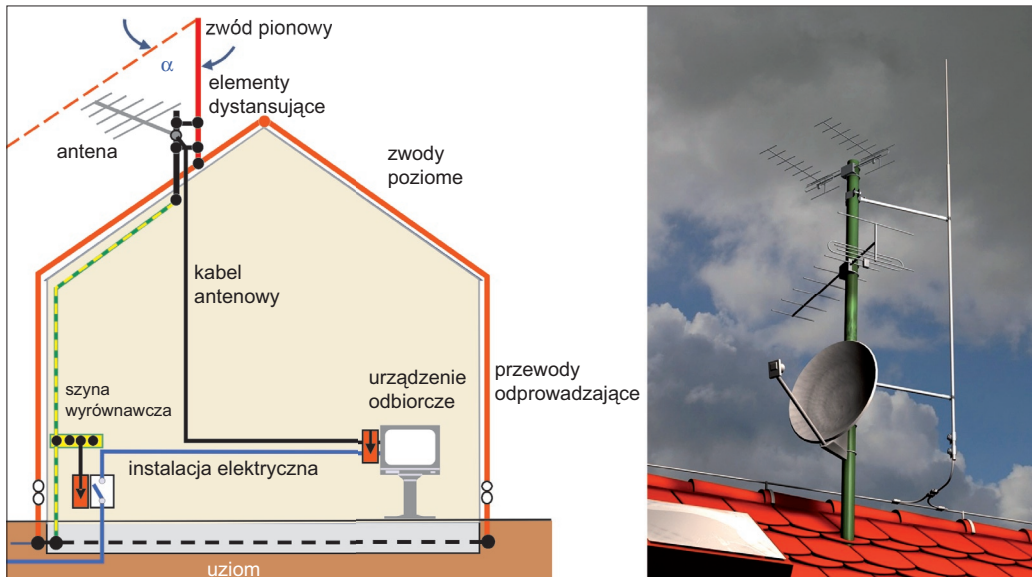 zwód pionowy
α
elementy
dystansujące
antena
zwody
poziome
kabel
antenowy
szyna
wyrównawcza
urządzenie
odbiorcze
przewody
odprowadzające
instalacja elektryczna
uziom